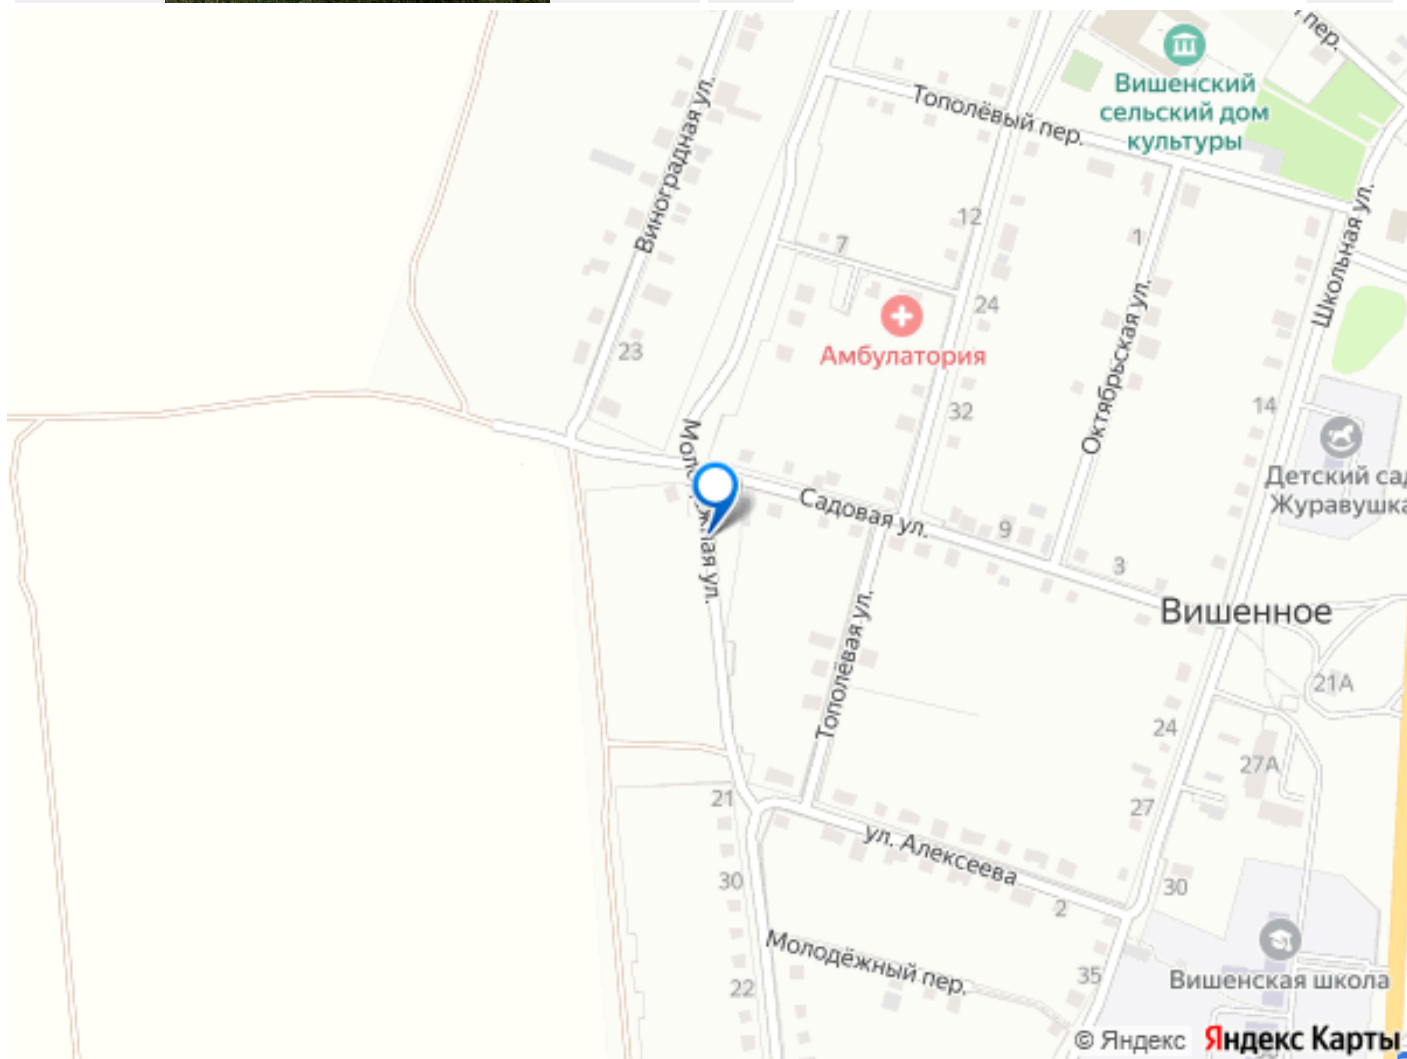 й пер.
Вишенский
сельский дом
культуры
Тополёвый пер.
Виноградная ул.
Школьная ул.
12
1
7
24
Октябрьская ул.
Амбулатория
23
32
14
Детский сад
Журавушка
Садовая ул.
9
3
Вишенное
Тополёвая ул.
21А
24
27А
21
27
ул. Алексеева
30
30
2
Молодёжный пер.
35
Вишенская школа
22
© Яндекс Яндекс Карты